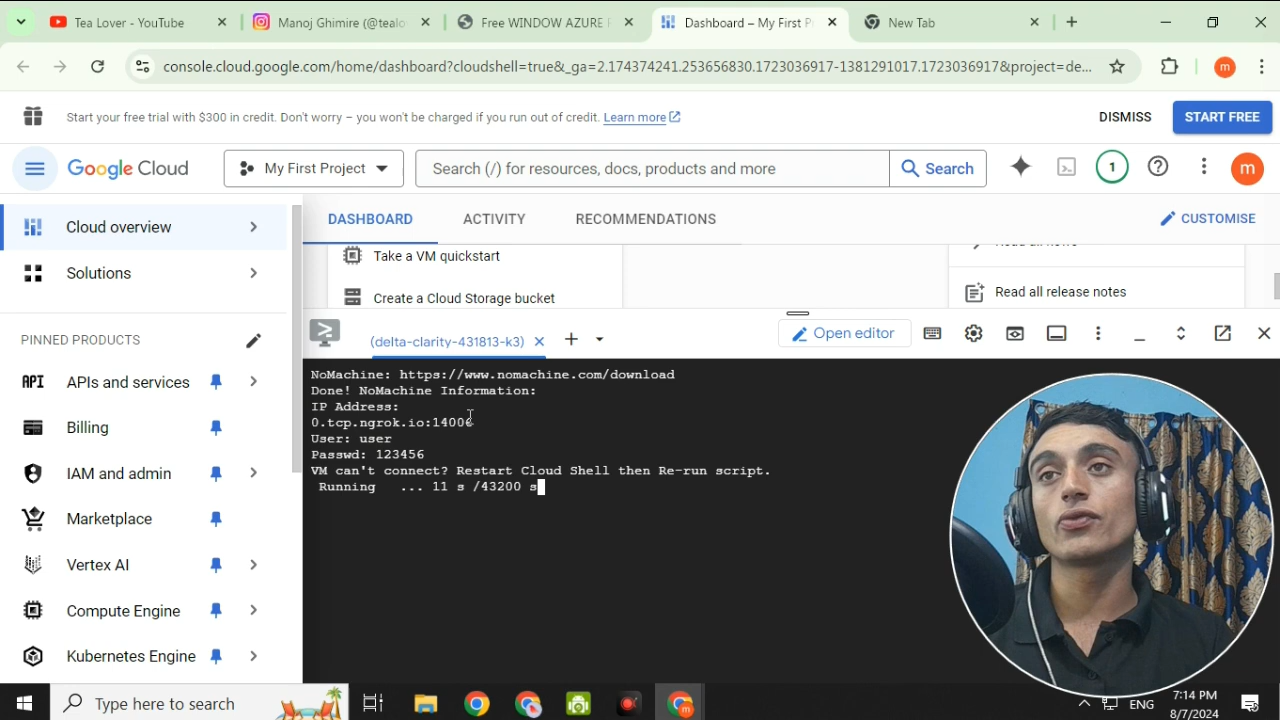 Tea Lover - YouTube
Manoj Ghimire (@tealo
Free WINDOW AZURE
Dashboard – My First P
New Tab
console.cloud.google.com/home/dashboard?cloudshell=true&_ga=2.174374241.253656830.1723036917-1381291017.1723036917&project=de...
m
Start your free trial with $300 in credit. Don't worry – you won't be charged if you run out of credit. Learn more
DISMISS
START FREE
Google Cloud
My First Project
Search (/) for resources, docs, products and more
Search
1
m
Cloud overview
DASHBOARD
ACTIVITY
RECOMMENDATIONS
CUSTOMISE
Take a VM quickstart
Solutions
Create a Cloud Storage bucket
Read all release notes
PINNED PRODUCTS
(delta-clarity-431813-k3)
Open editor
API
APIs and services
Billing
IAM and admin
Marketplace
Vertex AI
Compute Engine
Kubernetes Engine
NoMachine: https://www.nomachine.com/download
Done! NoMachine Information:
IP Address:
0.tcp.ngrok.io:14006
User: user
Passwd: 123456
VM can't connect? Restart Cloud Shell then Re-run script.
Running ... 11 s /43200 s
Type here to search
m
ENG
7:14 PM
8/7/2024